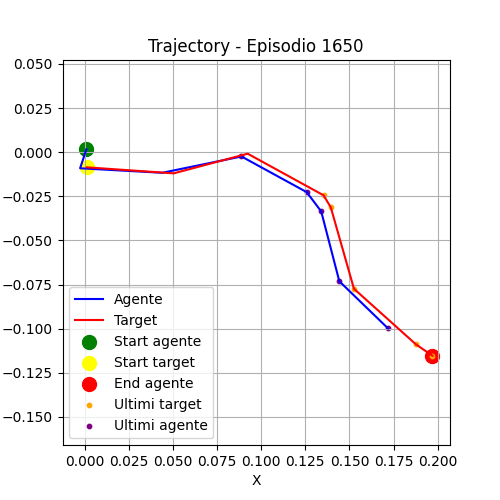 Trajectory - Episodio 1650
0.050
0.025
0.000
−0.025
−0.050
−0.075
−0.100
−0.125
−0.150
Agente
Target
Start agente
Start target
End agente
Ultimi target
Ultimi agente
0.000 0.025 0.050 0.075 0.100 0.125 0.150 0.175 0.200
X